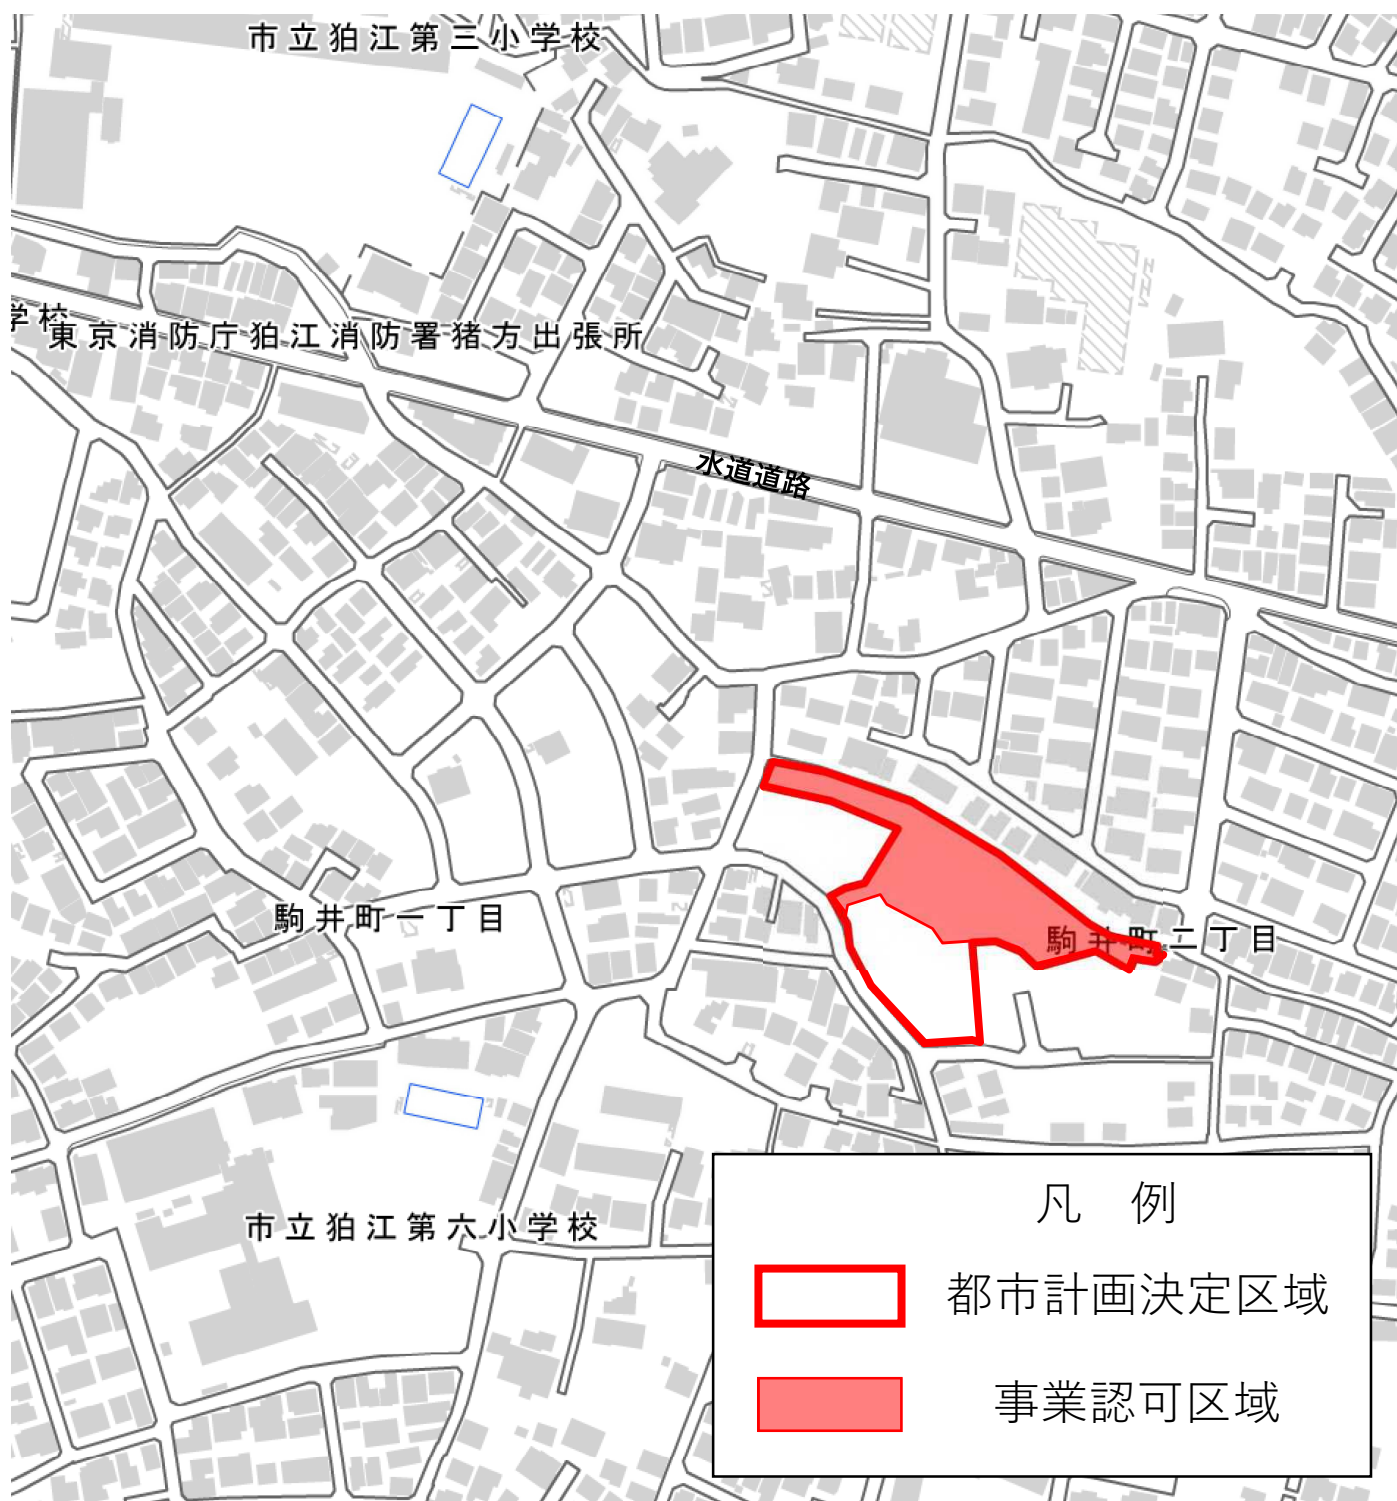 市立狛江第三小学校
学校
東京消防庁狛江消防署猪方出張所
水道道路
駒井町一丁目
駒井町二丁目
市立狛江第六小学校
凡　例
都市計画決定区域
事業認可区域